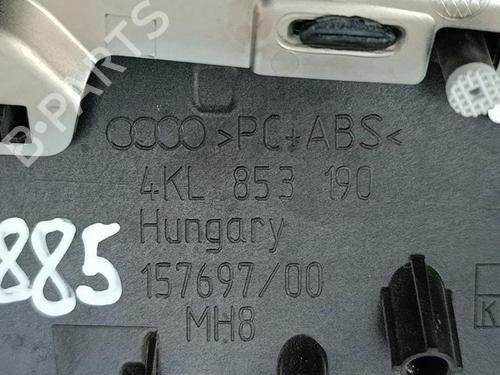 >PC+ABS<
4KL 853 190
Hungary
157697/00
MH8
885
K
B-PARTS